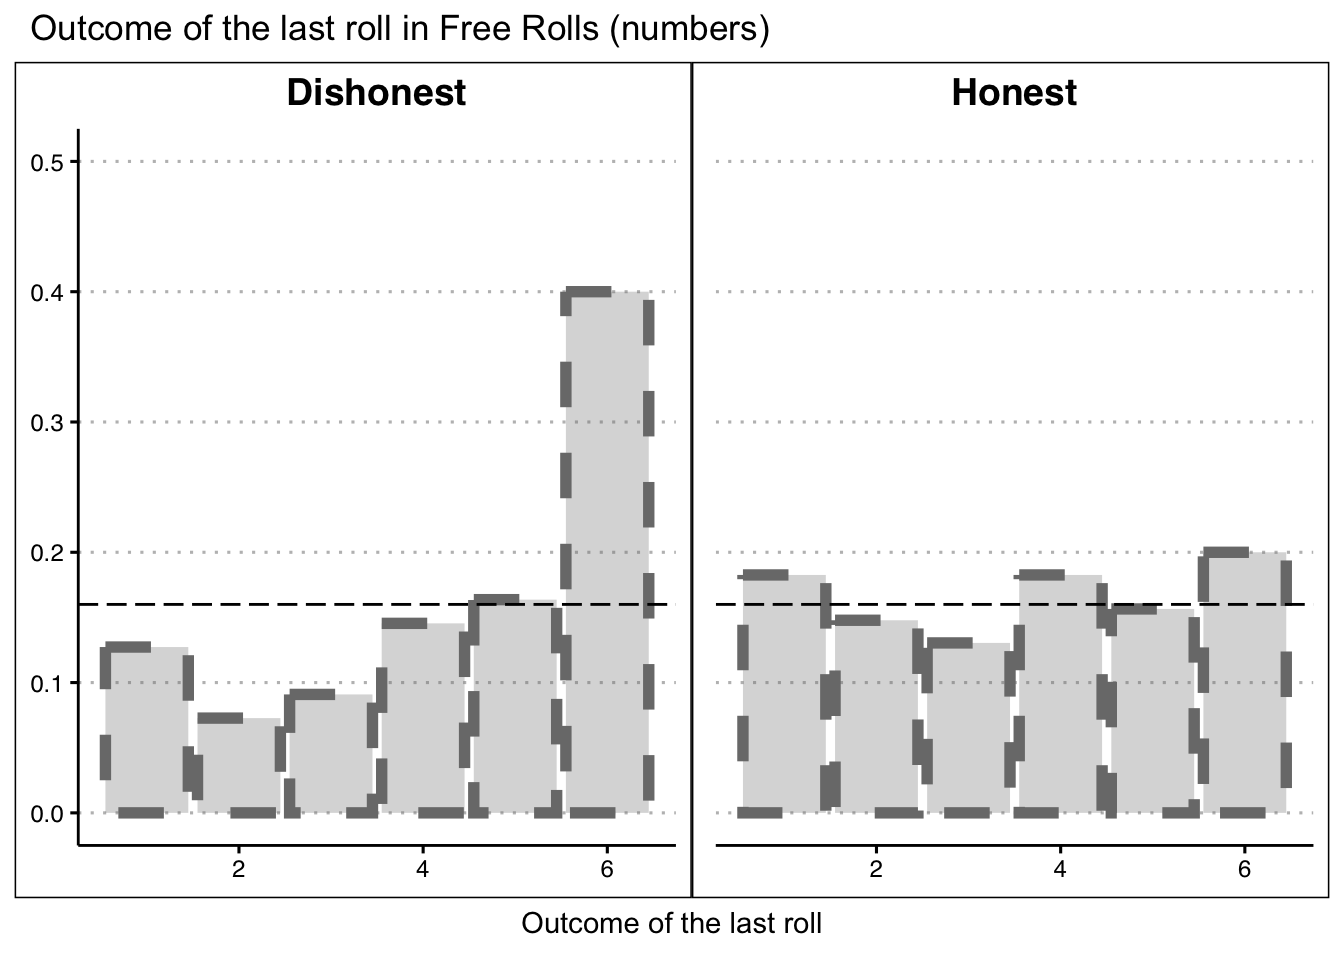 Outcome of the last roll in Free Rolls (numbers)
Dishonest
Honest
0.5
0.4
0.3
0.2
0.1
0.0
2 4 6
2 4 6
Outcome of the last roll